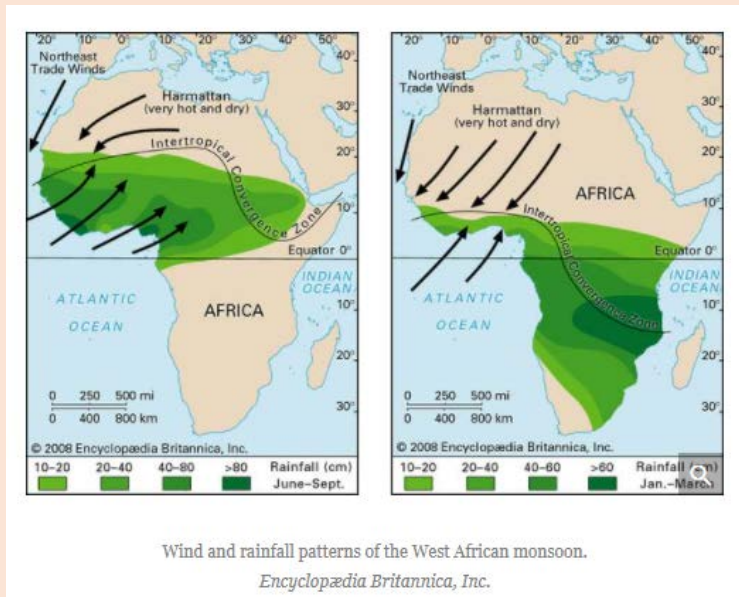 20° 10° 0° 10° 20° 30° 50°
40°
Northeast
Trade Winds
Harmattan
(very hot and dry)
30°
Intertropical Convergence Zone
20°
10°
Equator 0°
INDIAN
OCEAN
ATLANTIC
OCEAN
AFRICA
10°
20°
0 250 500 mi
0 400 800 km
30°
© 2008 Encyclopædia Britannica, Inc.
10–20 20–40 40–80 >80 Rainfall (cm)
June–Sept.
20° 10° 0° 10° 20° 30° 50°
40°
Northeast
Trade Winds
Harmattan
(very hot and dry)
30°
20°
AFRICA
10°
Intertropical Convergence Zone
Equator 0°
INDIAN
OCEAN
ATLANTIC
OCEAN
10°
20°
0 250 500 mi
0 400 800 km
30°
© 2008 Encyclopædia Britannica, Inc.
10–20 20–40 40–60 >60 Rainfall
Jan.–March
Wind and rainfall patterns of the West African monsoon.
Encyclopædia Britannica, Inc.